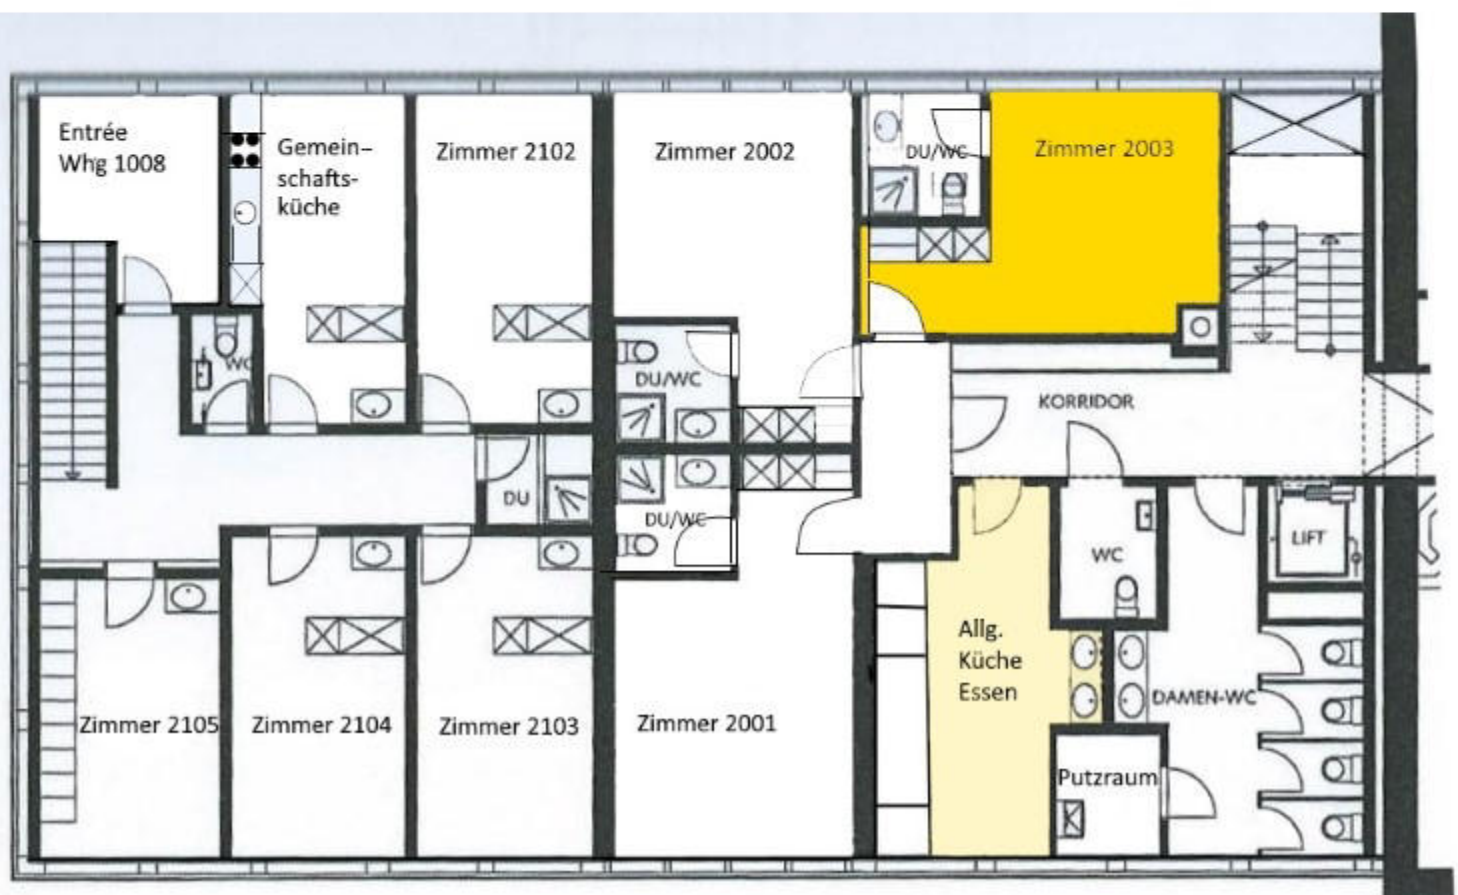 Entrée
Whg 1008
Gemein-
schafts-
küche
Zimmer 2102
Zimmer 2002
DU/WC
Zimmer 2003
WC
DU/WC
KORRIDOR
DU
DU/WC
WC
LIFT
Allg.
Küche
Essen
DAMEN-WC
Zimmer 2105
Zimmer 2104
Zimmer 2103
Zimmer 2001
Putzraum